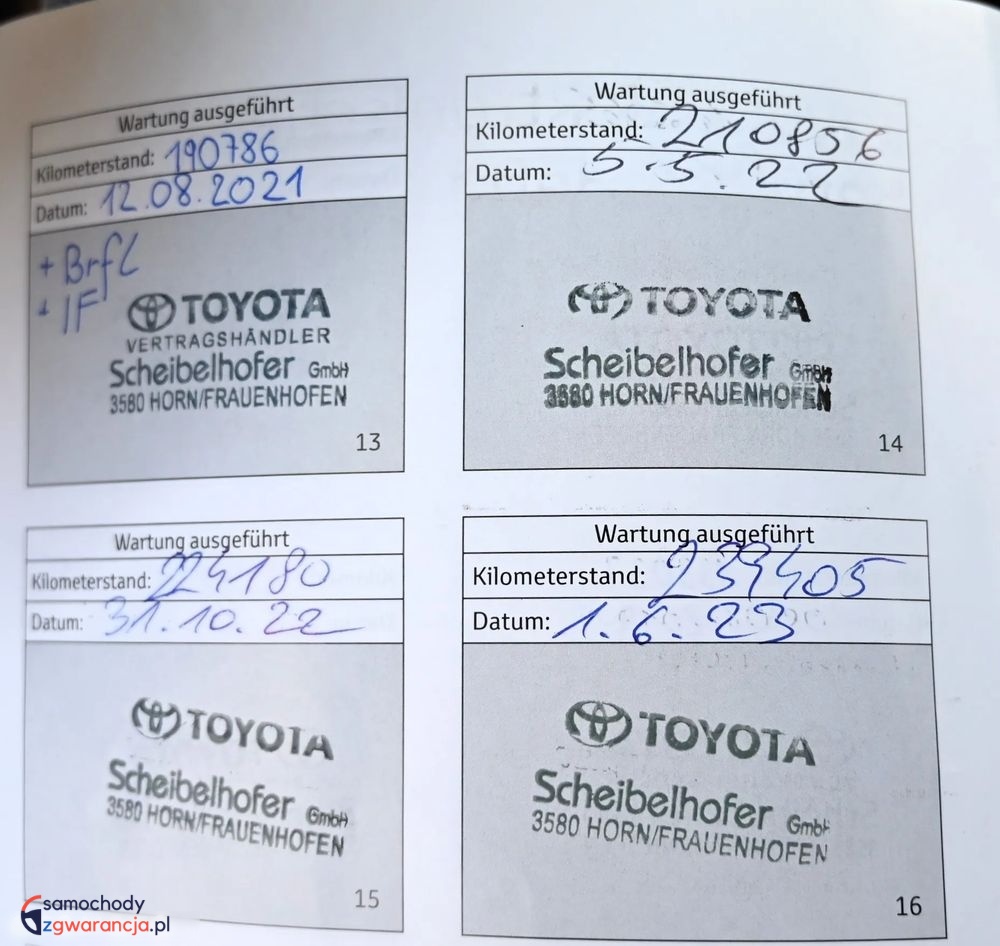 Wartung ausgeführt
Kilometerstand: 190786
Datum: 12.08.2021
+ Brfl
+ IF
TOYOTA
VERTRAGSHÄNDLER
Scheibelhofer GmbH
3580 HORN/FRAUENHOFEN
13
Wartung ausgeführt
Kilometerstand: 210856
Datum: 5.5.22
TOYOTA
Scheibelhofer GmbH
3580 HORN/FRAUENHOFEN
14
Wartung ausgeführt
Kilometerstand: 224180
Datum: 31.10.22
TOYOTA
Scheibelhofer GmbH
3580 HORN/FRAUENHOFEN
15
Wartung ausgeführt
Kilometerstand: 239405
Datum: 1.6.23
TOYOTA
Scheibelhofer GmbH
3580 HORN/FRAUENHOFEN
16
samochody
zgwarancja.pl